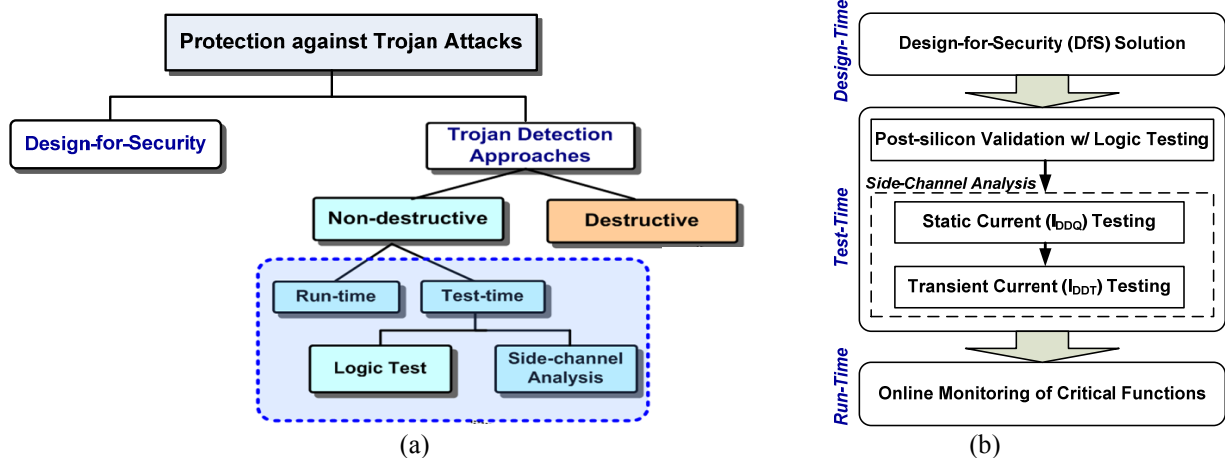 Protection against Trojan Attacks
Design-for-Security
Trojan Detection
Approaches
Non-destructive
Destructive
Run-time
Test-time
Logic Test
Side-channel
Analysis
(a)
Design-Time
Design-for-Security (DfS) Solution
Test-Time
Post-silicon Validation w/ Logic Testing
Side-Channel Analysis
Static Current (IDDQ) Testing
Transient Current (IDDT) Testing
Run-Time
Online Monitoring of Critical Functions
(b)